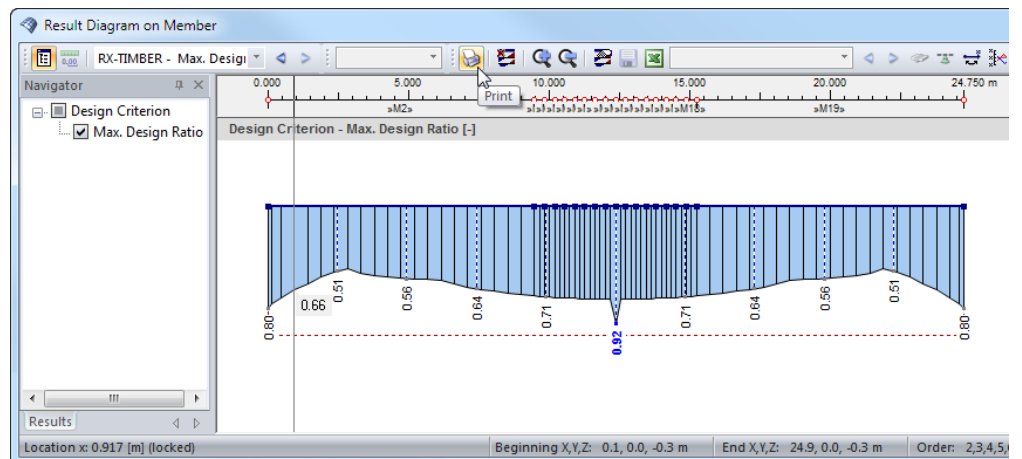 Result Diagram on Member
RX-TIMBER - Max. Design
Navigator
Design Criterion
Max. Design Ratio
0.000 5.000 10.000 15.000 20.000 24.750 m
»M2» »M18» »M19»
Print
Design Criterion - Max. Design Ratio [-]
0.80 0.66 0.51 0.56 0.64 0.71 0.92 0.71 0.64 0.56 0.51 0.80
Results
Location x: 0.917 [m] (locked) Beginning X,Y,Z: 0.1, 0.0, -0.3 m End X,Y,Z: 24.9, 0.0, -0.3 m Order: 2,3,4,5,